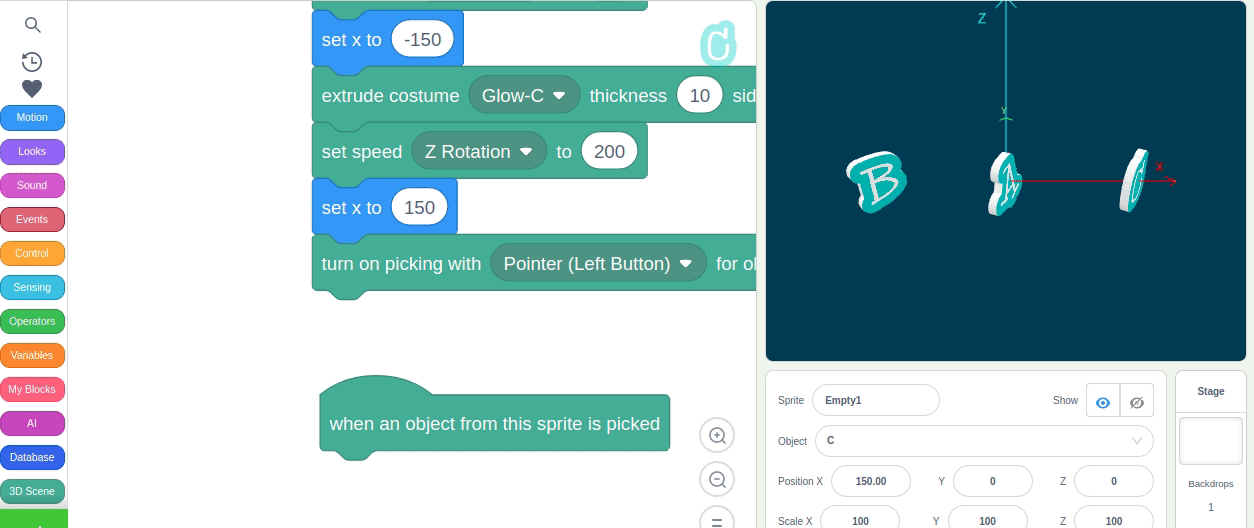 set x to -150
extrude costume Glow-C thickness 10 sid
set speed Z Rotation to 200
set x to 150
turn on picking with Pointer (Left Button) for
when an object from this sprite is picked
Motion
Looks
Sound
Events
Control
Sensing
Operators
Variables
My Blocks
AI
Database
3D Scene
C
Z
Y
X
B
A
C
Sprite Empty1 Show
Object C
Position X 150.00 Y 0 Z 0
Scale X 100 Y 100 Z 100
Stage
Backdrops
1